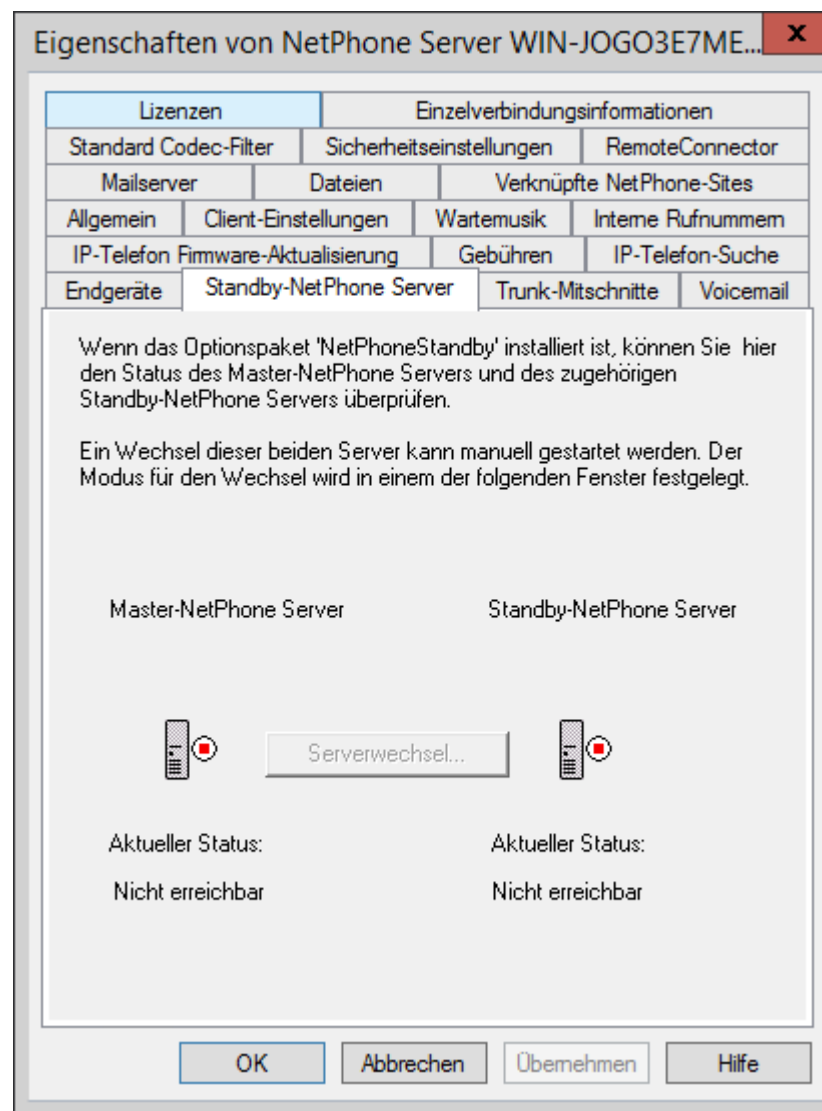 Eigenschaften von NetPhone Server WIN-JOGO3E7ME... x
Lizenzen Einzelverbindungsinformationen
Standard Codec-Filter Sicherheitseinstellungen RemoteConnector
Mailserver Dateien Verknüpfte NetPhone-Sites
Allgemein Client-Einstellungen Wartemusik Interne Rufnummern
IP-Telefon Firmware-Aktualisierung Gebühren IP-Telefon-Suche
Endgeräte Standby-NetPhone Server Trunk-Mitschnitte Voicemail
Wenn das Optionspaket 'NetPhoneStandby' installiert ist, können Sie hier
den Status des Master-NetPhone Servers und des zugehörigen
Standby-NetPhone Servers überprüfen.
Ein Wechsel dieser beiden Server kann manuell gestartet werden. Der
Modus für den Wechsel wird in einem der folgenden Fenster festgelegt.
Master-NetPhone Server Standby-NetPhone Server
Serverwechsel...
Aktueller Status: Aktueller Status:
Nicht erreichbar Nicht erreichbar
OK Abbrechen Übernehmen Hilfe